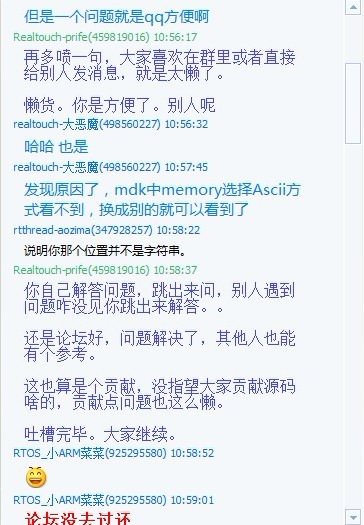 但是一个问题就是qq方便啊
Realtouch-prife(459819016) 10:56:17
再多喷一句，大家喜欢在群里或者直接
给别人发消息，就是太懒了。
懒货。你是方便了。别人呢
realtouch-大恶魔(498560227) 10:56:32
哈哈 也是
realtouch-大恶魔(498560227) 10:57:45
发现原因了，mdk中memory选择Ascii方
式看不到，换成别的就可以看到了
rtthread-aozima(347928257) 10:58:22
说明你那个位置并不是字符串。
Realtouch-prife(459819016) 10:58:37
你自己解答问题，跳出来问，别人遇到
问题咋没见你跳出来解答。。
还是论坛好，问题解决了，其他人也能
有个参考。
这也算是个贡献，没指望大家贡献源码
啥的，贡献点问题也这么懒。
吐槽完毕。大家继续。
RTOS_小ARM菜菜(925295580) 10:58:52
RTOS_小ARM菜菜(925295580) 10:59:01
论坛没去过还